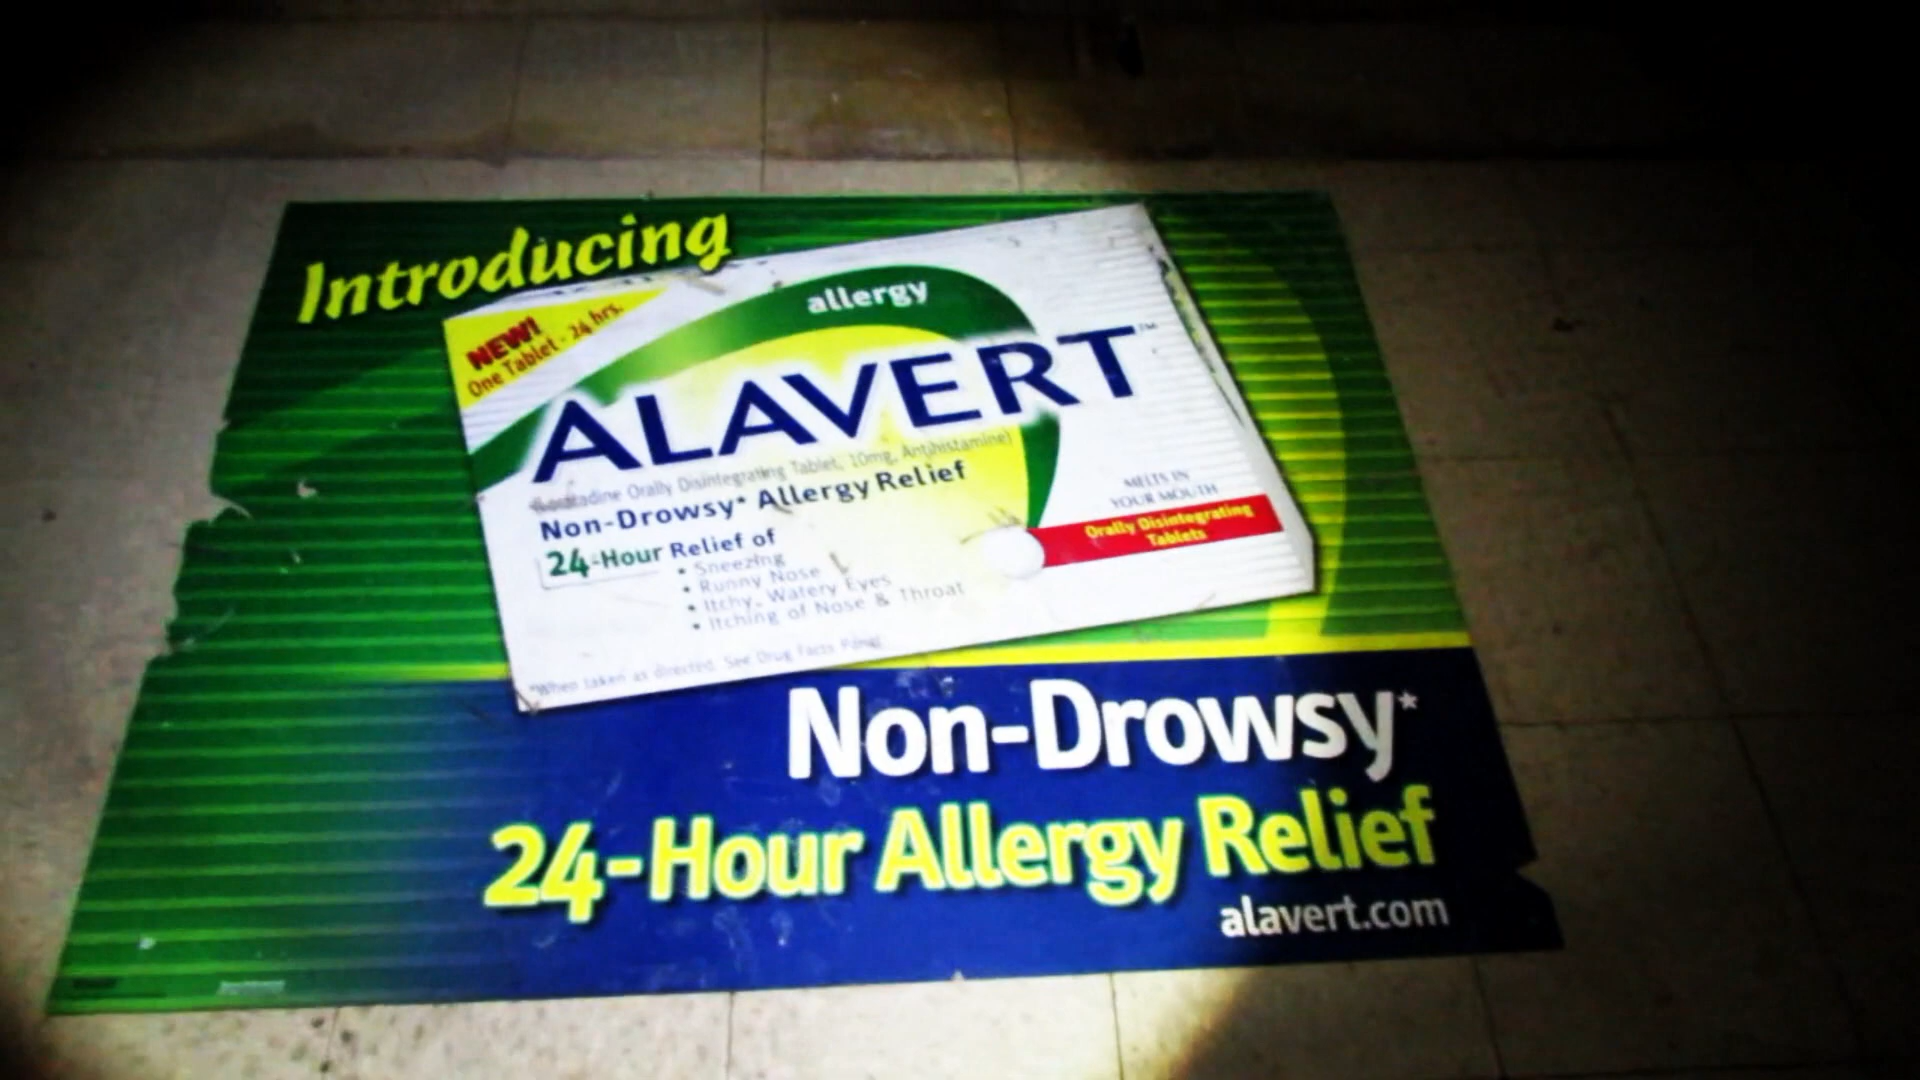 Introducing
NEW!
One Tablet - 24 hrs.
allergy
ALAVERT™
(Loratadine Orally Disintegrating Tablet, 10mg, Antihistamine)
Non-Drowsy* Allergy Relief
24-Hour Relief of
• Sneezing
• Runny Nose
• Itchy, Watery Eyes
• Itching of Nose & Throat
*When taken as directed. See Drug Facts Panel
MELTS IN
YOUR MOUTH
Orally Disintegrating
Tablets
Non-Drowsy*
24-Hour Allergy Relief
alavert.com